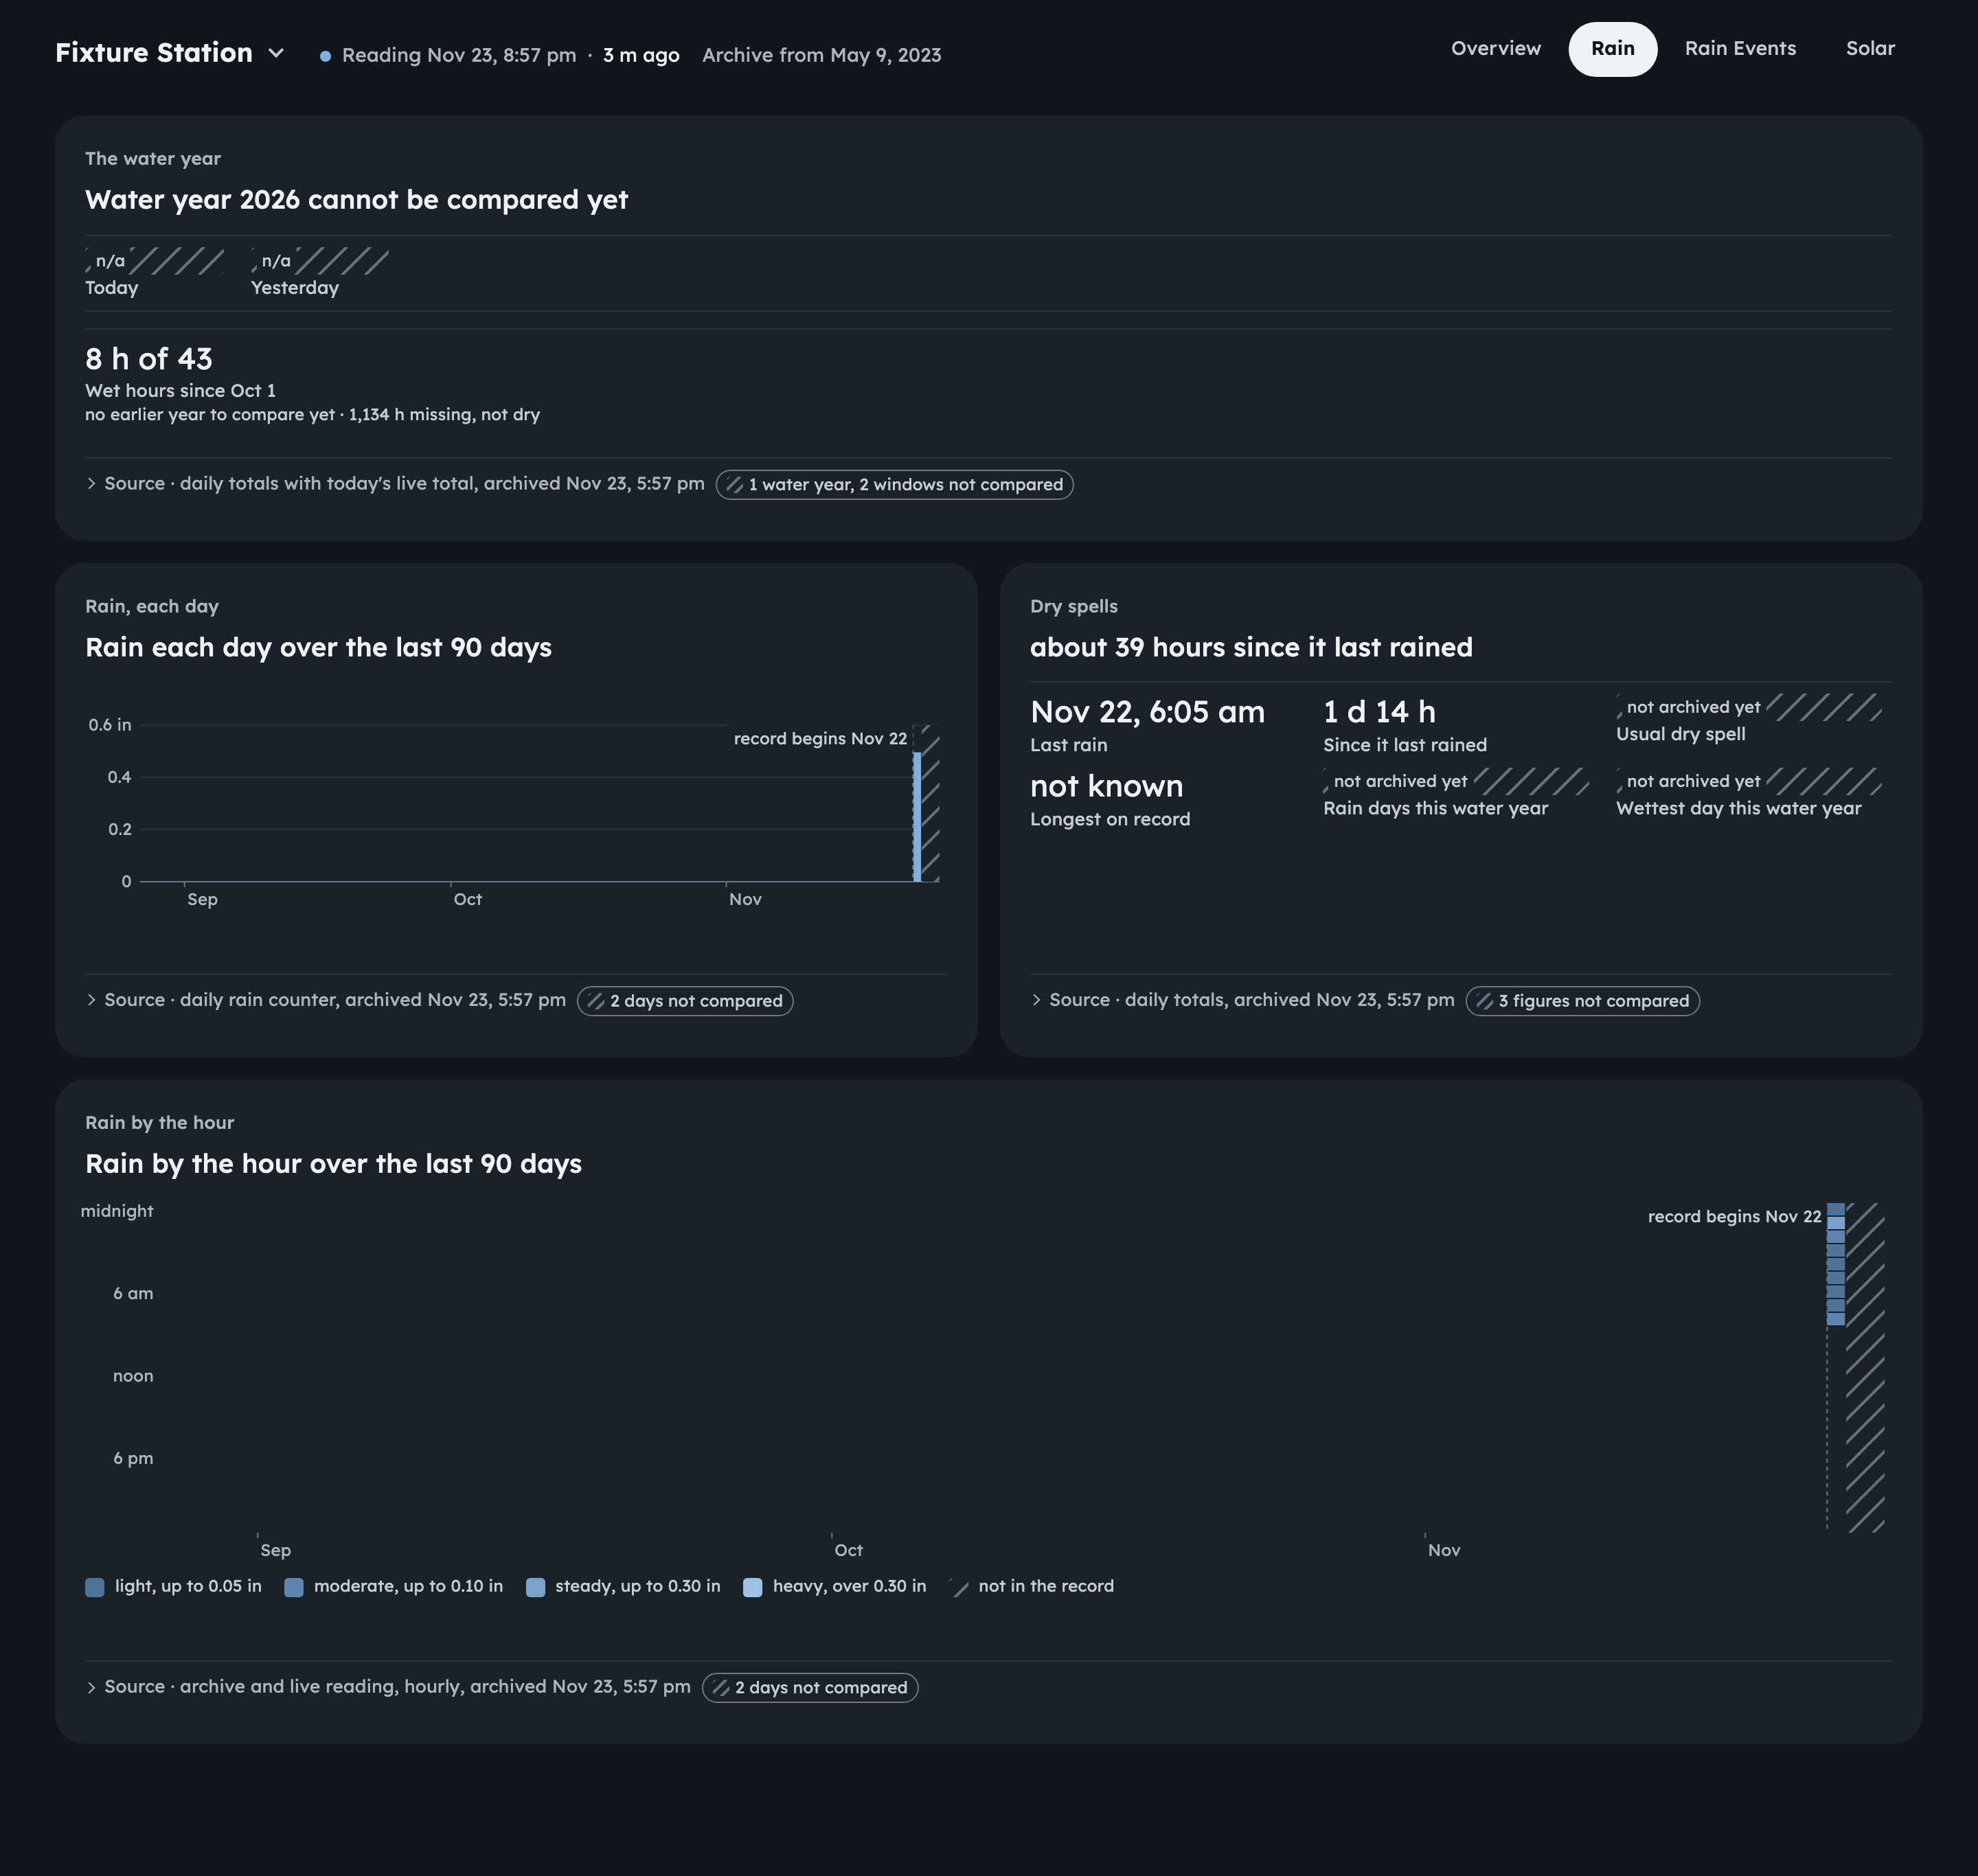 Fixture Station
Reading Nov 23, 8:57 pm · 3 m ago Archive from May 9, 2023
Overview
Rain
Rain Events
Solar
The water year
Water year 2026 cannot be compared yet
n/a
Today
n/a
Yesterday
8 h of 43
Wet hours since Oct 1
no earlier year to compare yet · 1,134 h missing, not dry
Source · daily totals with today's live total, archived Nov 23, 5:57 pm
1 water year, 2 windows not compared
Rain, each day
Rain each day over the last 90 days
0.6 in
record begins Nov 22
0.4
0.2
0
Sep
Oct
Nov
Source · daily rain counter, archived Nov 23, 5:57 pm
2 days not compared
Dry spells
about 39 hours since it last rained
Nov 22, 6:05 am
Last rain
1 d 14 h
Since it last rained
not archived yet
Usual dry spell
not known
Longest on record
not archived yet
Rain days this water year
not archived yet
Wettest day this water year
Source · daily totals, archived Nov 23, 5:57 pm
3 figures not compared
Rain by the hour
Rain by the hour over the last 90 days
midnight
record begins Nov 22
6 am
noon
6 pm
Sep
Oct
Nov
light, up to 0.05 in
moderate, up to 0.10 in
steady, up to 0.30 in
heavy, over 0.30 in
not in the record
Source · archive and live reading, hourly, archived Nov 23, 5:57 pm
2 days not compared